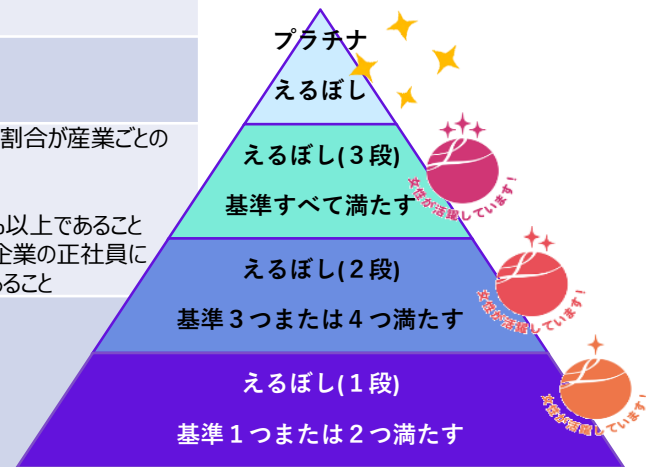 割合が産業ごとの
%以上であること
企業の正社員に
あること
プラチナ
えるぼし
えるぼし(３段)
基準すべて満たす
女性が活躍しています!
えるぼし(２段)
基準３つまたは４つ満たす
女性が活躍しています!
えるぼし(１段)
基準１つまたは２つ満たす
女性が活躍しています!